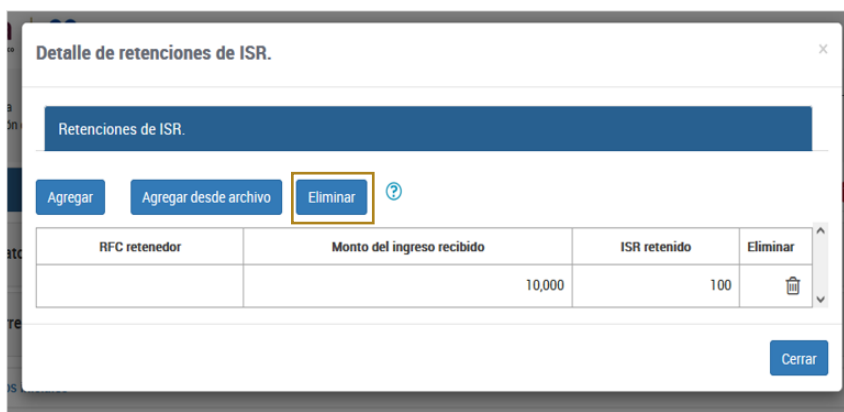 Detalle de retenciones de ISR.
×
Retenciones de ISR.
Agregar Agregar desde archivo Eliminar ?
RFC retenedor Monto del ingreso recibido ISR retenido Eliminar
10,000 100
Cerrar